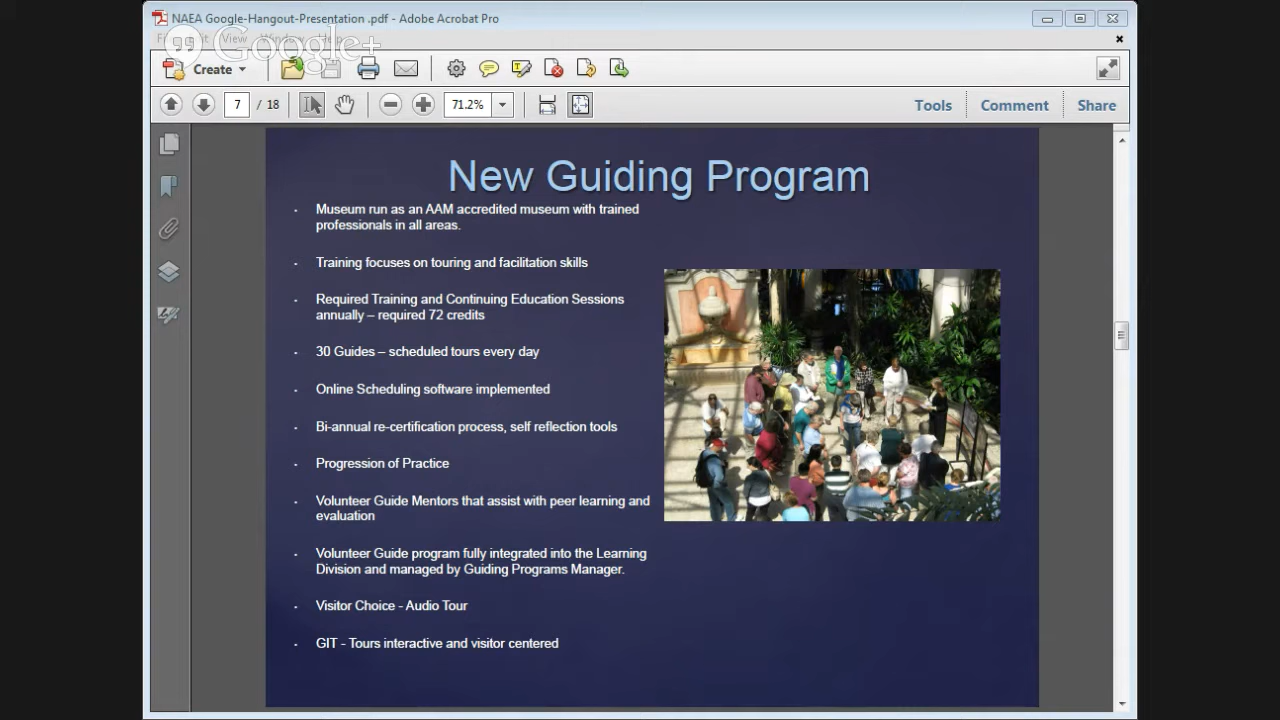 NAEA Google-Hangout-Presentation .pdf - Adobe Acrobat Pro
View Window Help
Google+
Create
7 / 18
71.2%
Tools Comment Share
New Guiding Program
Museum run as an AAM accredited museum with trained
professionals in all areas.
Training focuses on touring and facilitation skills
Required Training and Continuing Education Sessions
annually – required 72 credits
30 Guides – scheduled tours every day
Online Scheduling software implemented
Bi-annual re-certification process, self reflection tools
Progression of Practice
Volunteer Guide Mentors that assist with peer learning and
evaluation
Volunteer Guide program fully integrated into the Learning
Division and managed by Guiding Programs Manager.
Visitor Choice - Audio Tour
GIT - Tours interactive and visitor centered